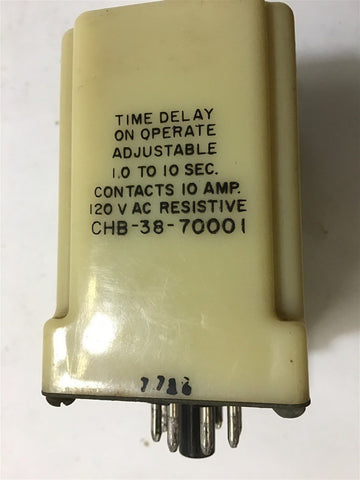 TIME DELAY
ON OPERATE
ADJUSTABLE
1.0 TO 10 SEC.
CONTACTS 10 AMP.
120 V AC RESISTIVE
CHB-38-70001